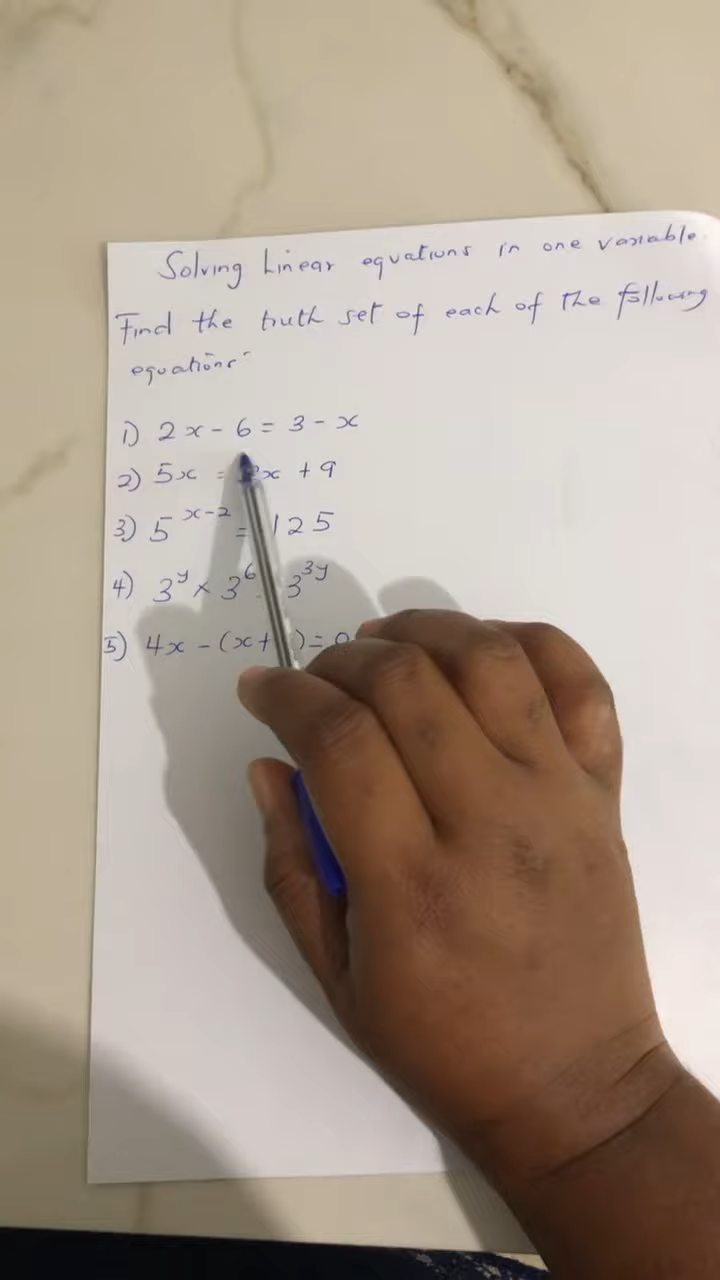 Solving Linear equations in one variable.
Find the truth set of each of the following
equations
1) 2x - 6 = 3 - x
2) 5x = x + 9
3) 5^{x-2} = 125
4) 3^y × 3^6 3^{3y}
5) 4x - (x + ) = 0